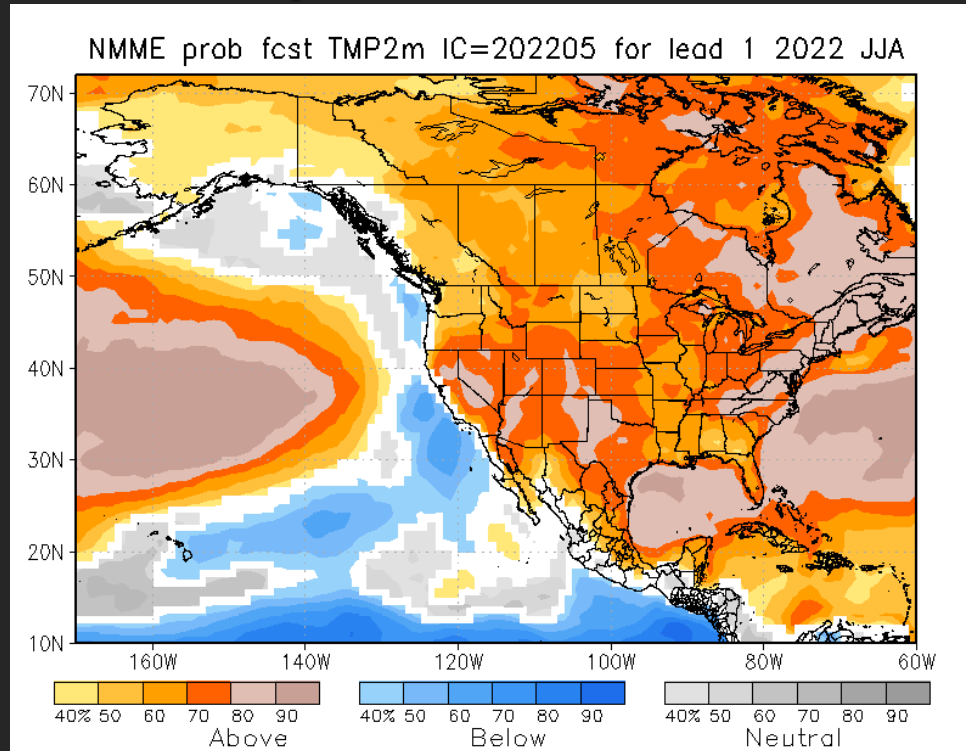 NMME prob fcst TMP2m IC=202205 for lead 1 2022 JJA
70N
60N
50N
40N
30N
20N
10N
160W 140W 120W 100W 80W 60W
40% 50 60 70 80 90 40% 50 60 70 80 90 40% 50 60 70 80 90
Above Below Neutral